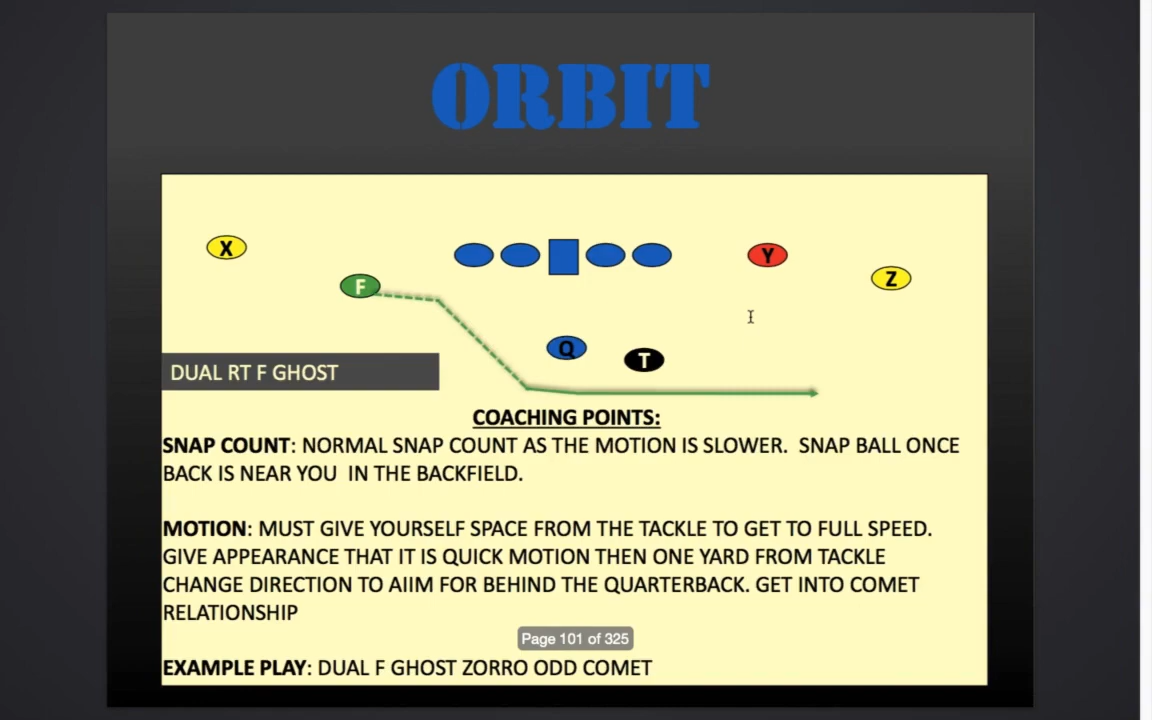 ORBIT
X
Y
Z
F
Q
T
DUAL RT F GHOST
COACHING POINTS:
SNAP COUNT: NORMAL SNAP COUNT AS THE MOTION IS SLOWER. SNAP BALL ONCE
BACK IS NEAR YOU IN THE BACKFIELD.
MOTION: MUST GIVE YOURSELF SPACE FROM THE TACKLE TO GET TO FULL SPEED.
GIVE APPEARANCE THAT IT IS QUICK MOTION THEN ONE YARD FROM TACKLE
CHANGE DIRECTION TO AIIM FOR BEHIND THE QUARTERBACK. GET INTO COMET
RELATIONSHIP
Page 101 of 325
EXAMPLE PLAY: DUAL F GHOST ZORRO ODD COMET